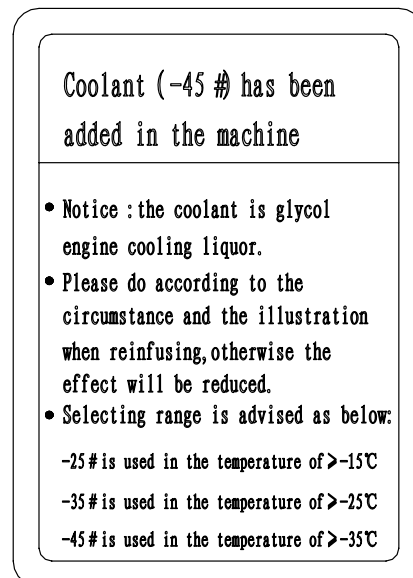 Coolant (-45 #) has been
added in the machine
• Notice : the coolant is glycol
engine cooling liquor.
• Please do according to the
circumstance and the illustration
when reinfusing, otherwise the
effect will be reduced.
• Selecting range is advised as below:
-25 # is used in the temperature of >-15℃
-35 # is used in the temperature of >-25℃
-45 # is used in the temperature of >-35℃